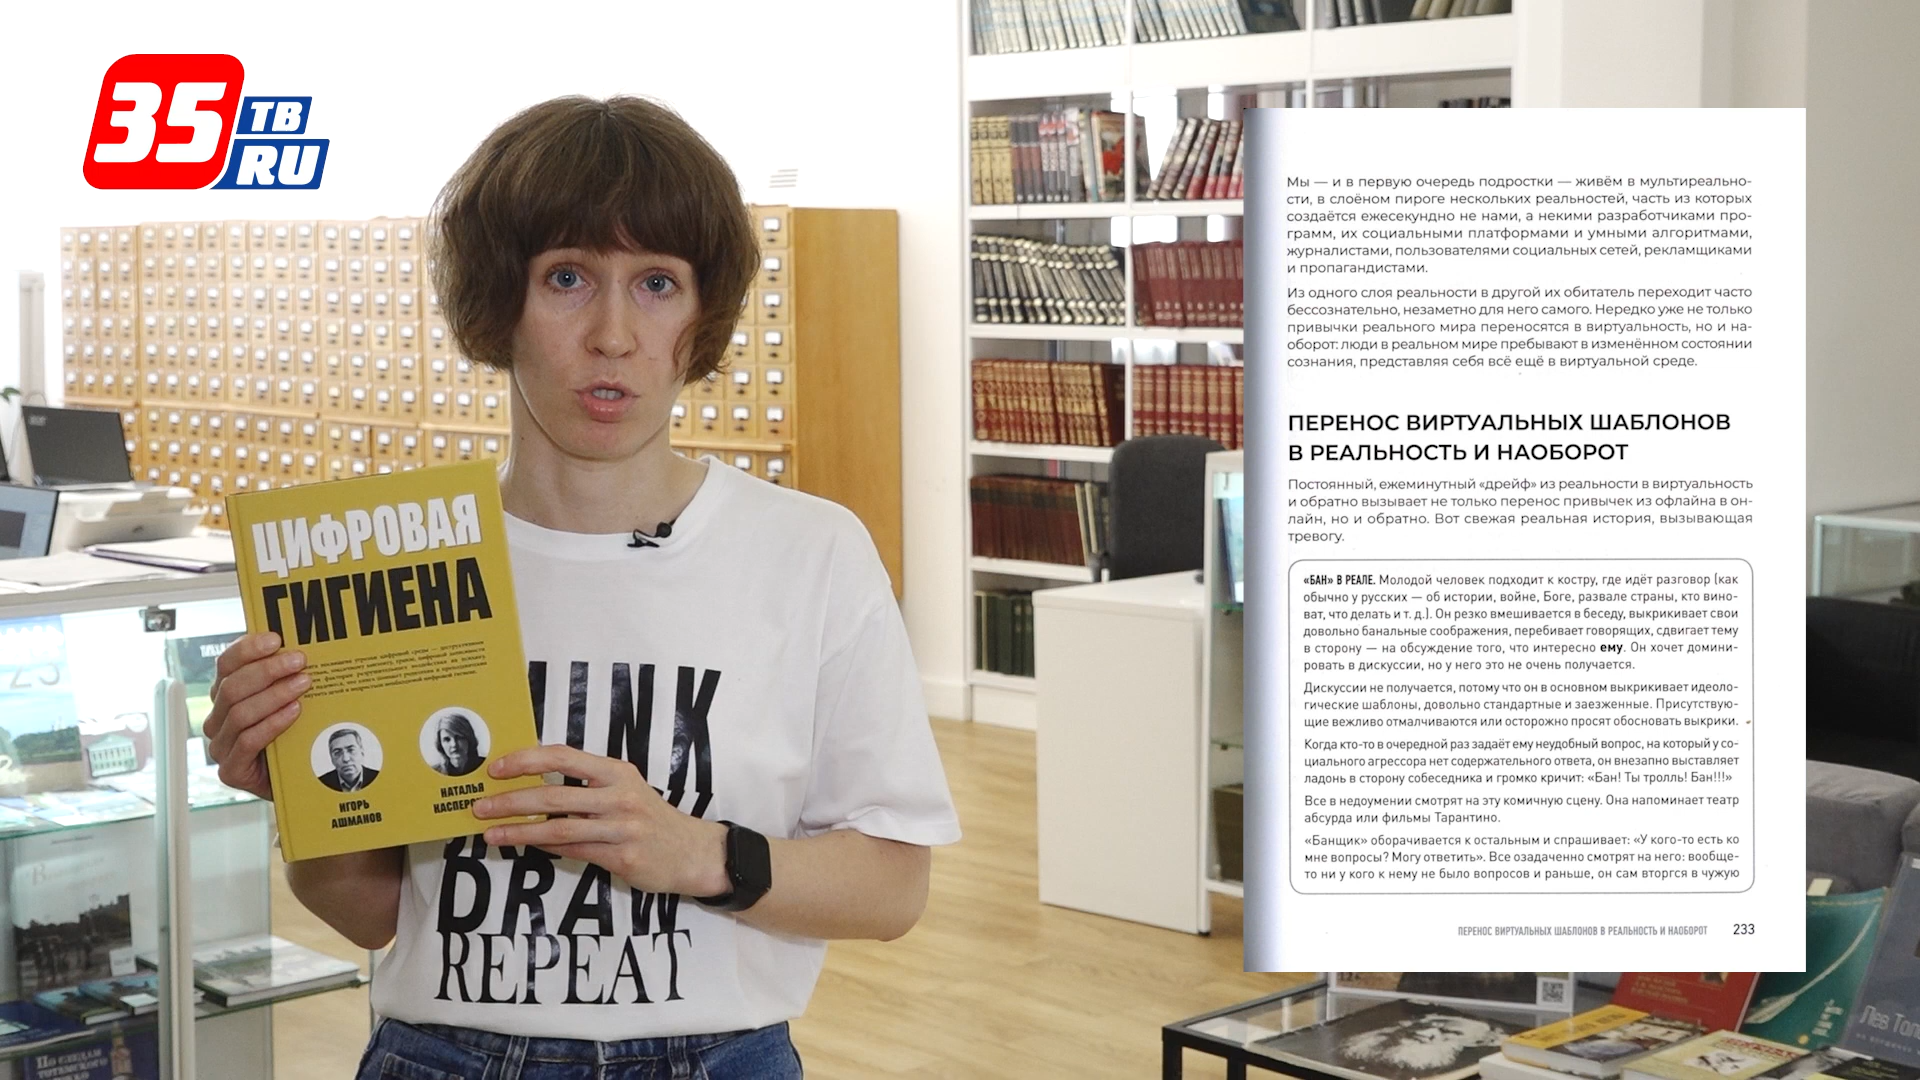 35
ТВ
RU
ЦИФРОВАЯ
ГИГИЕНА
ИГОРЬ
АШМАНОВ
НАТАЛЬЯ
КАСПЕРС
THINK
DRAW
REPEAT
Мы — и в первую очередь подростки — живём в мультиреально-
сти, в слоёном пироге нескольких реальностей, часть из которых
создаётся ежесекундно не нами, а некими разработчиками про-
грамм, их социальными платформами и умными алгоритмами,
журналистами, пользователями социальных сетей, рекламщиками
и пропагандистами.
Из одного слоя реальности в другой их обитатель переходит часто
бессознательно, незаметно для него самого. Нередко уже не только
привычки реального мира переносятся в виртуальность, но и на-
оборот: люди в реальном мире пребывают в изменённом состоянии
сознания, представляя себя всё ещё в виртуальной среде.
ПЕРЕНОС ВИРТУАЛЬНЫХ ШАБЛОНОВ
В РЕАЛЬНОСТЬ И НАОБОРОТ
Постоянный, ежеминутный «дрейф» из реальности в виртуальность
и обратно вызывает не только перенос привычек из офлайна в он-
лайн, но и обратно. Вот свежая реальная история, вызывающая
тревогу.
«БАН» В РЕАЛЕ. Молодой человек подходит к костру, где идёт разговор (как
обычно у русских — об истории, войне, Боге, развале страны, кто вино-
ват, что делать и т. д.). Он резко вмешивается в беседу, выкрикивает свои
довольно банальные соображения, перебивает говорящих, сдвигает тему
в сторону — на обсуждение того, что интересно ему. Он хочет домини-
ровать в дискуссии, но у него это не очень получается.
Дискуссии не получается, потому что он в основном выкрикивает идеоло-
гические шаблоны, довольно стандартные и заезженные. Присутствую-
щие вежливо отмалчиваются или осторожно просят обосновать выкрики.
Когда кто-то в очередной раз задаёт ему неудобный вопрос, на который у со-
циального агрессора нет содержательного ответа, он внезапно выставляет
ладонь в сторону собеседника и громко кричит: «Бан! Ты тролль! Бан!!!»
Все в недоумении смотрят на эту комичную сцену. Она напоминает театр
абсурда или фильмы Тарантино.
«Банщик» оборачивается к остальным и спрашивает: «У кого-то есть ко
мне вопросы? Могу ответить». Все озадаченно смотрят на него: вообще-
то ни у кого к нему не было вопросов и раньше, он сам вторгся в чужую
ПЕРЕНОС ВИРТУАЛЬНЫХ ШАБЛОНОВ В РЕАЛЬНОСТЬ И НАОБОРОТ 233
Лев Тол